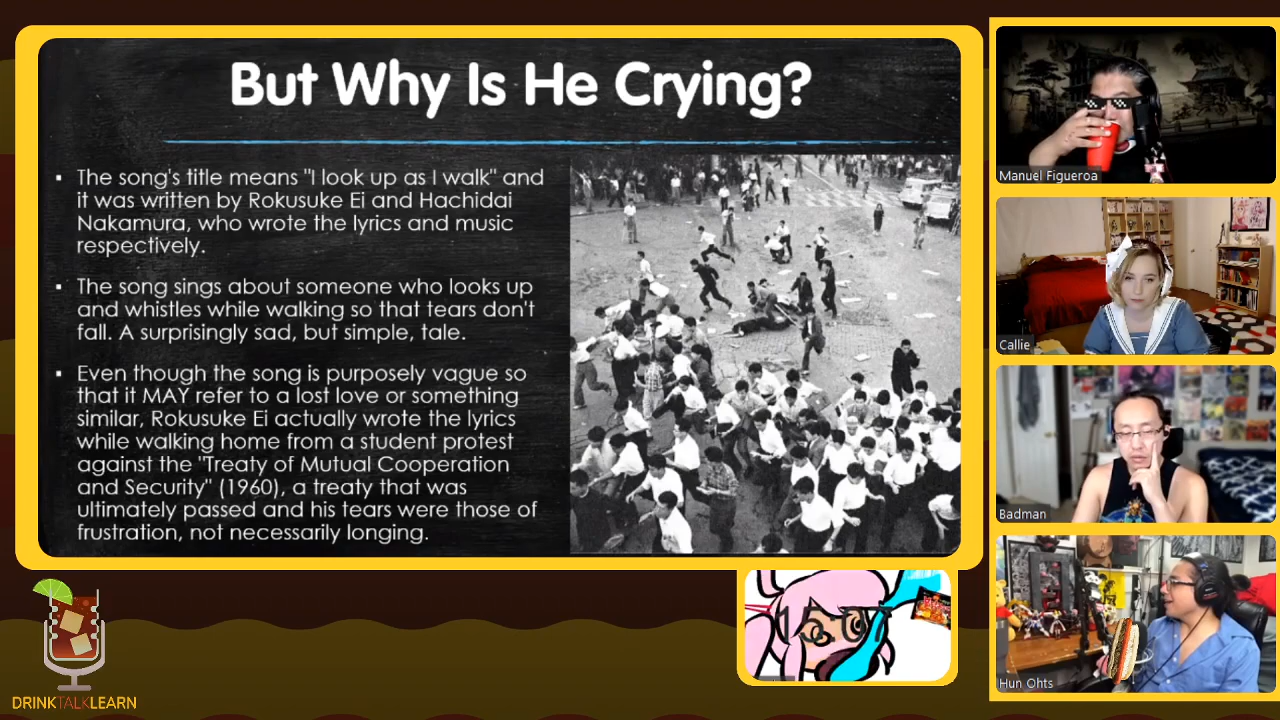 But Why Is He Crying?
▪ The song's title means "I look up as I walk" and
it was written by Rokusuke Ei and Hachidai
Nakamura, who wrote the lyrics and music
respectively.
▪ The song sings about someone who looks up
and whistles while walking so that tears don't
fall. A surprisingly sad, but simple, tale.
▪ Even though the song is purposely vague so
that it MAY refer to a lost love or something
similar, Rokusuke Ei actually wrote the lyrics
while walking home from a student protest
against the "Treaty of Mutual Cooperation
and Security" (1960), a treaty that was
ultimately passed and his tears were those of
frustration, not necessarily longing.
Manuel Figueroa
Callie
Badman
Hun Ohts
DRINKTALKLEARN